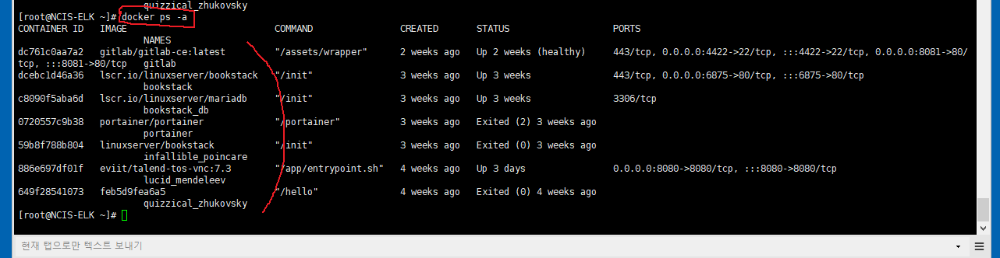 quizzical_zhukovsky
[root@NCIS-ELK ~]# docker ps -a
CONTAINER ID IMAGE COMMAND CREATED STATUS PORTS
NAMES
dc761c0aa7a2 gitlab/gitlab-ce:latest "/assets/wrapper" 2 weeks ago Up 2 weeks (healthy) 443/tcp, 0.0.0.0:4422->22/tcp, :::4422->22/tcp, 0.0.0.0:8081->80/
tcp, :::8081->80/tcp gitlab
dcebc1d46a36 lscr.io/linuxserver/bookstack "/init" 3 weeks ago Up 3 weeks 443/tcp, 0.0.0.0:6875->80/tcp, :::6875->80/tcp
bookstack
c8090f5aba6d lscr.io/linuxserver/mariadb "/init" 3 weeks ago Up 3 weeks 3306/tcp
bookstack_db
0720557c9b38 portainer/portainer "/portainer" 3 weeks ago Exited (2) 3 weeks ago
portainer
59b8f788b804 linuxserver/bookstack "/init" 3 weeks ago Exited (0) 3 weeks ago
infallible_poincare
886e697df01f eviit/talend-tos-vnc:7.3 "/app/entrypoint.sh" 4 weeks ago Up 3 days 0.0.0.0:8080->8080/tcp, :::8080->8080/tcp
lucid_mendeleev
649f28541073 feb5d9fea6a5 "/hello" 4 weeks ago Exited (0) 4 weeks ago
quizzical_zhukovsky
[root@NCIS-ELK ~]#
현재 탭으로만 텍스트 보내기